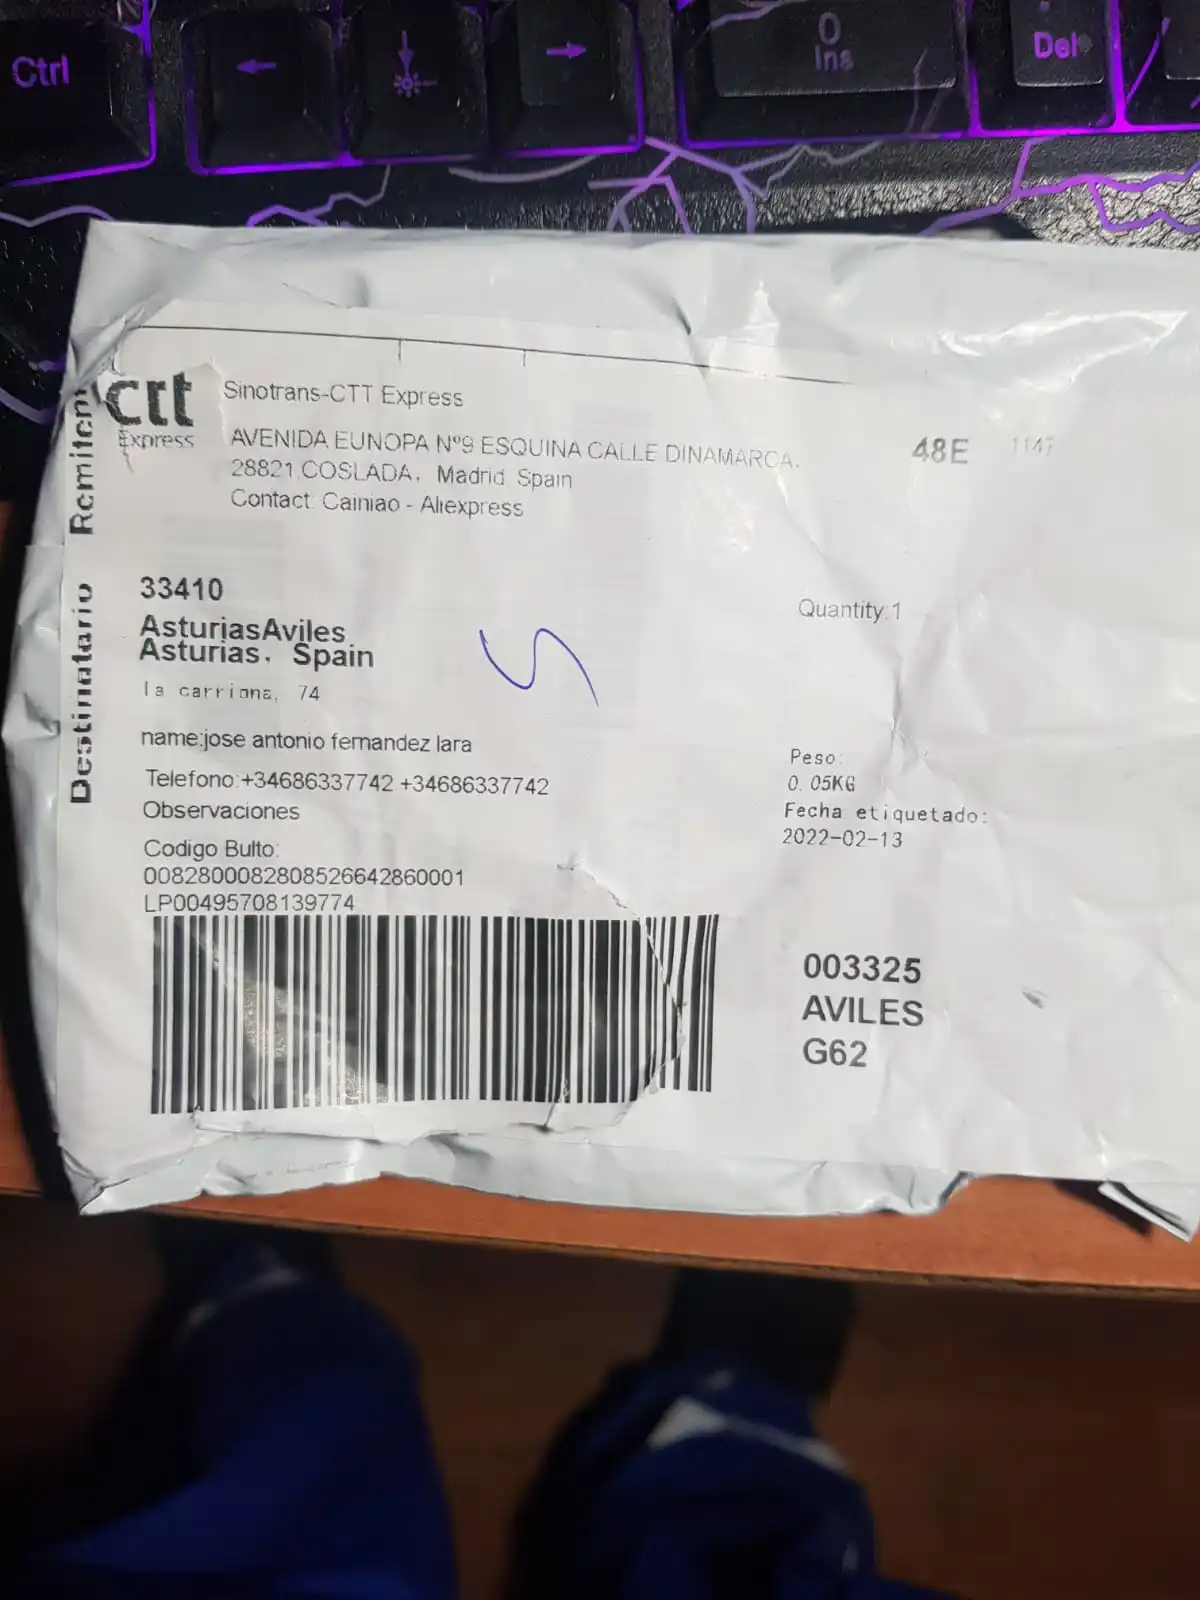 Ctrl
←
↓
→
0
Ins
Del
Remitente
ctt
Express
Sinotrans-CTT Express
AVENIDA EUNOPA Nº9 ESQUINA CALLE DINAMARCA.
28821,COSLADA, Madrid Spain
Contact: Cainiao - Aliexpress
48E
1147
Destinatario
33410
AsturiasAviles
Asturias, Spain
la carriona, 74
name:jose antonio fernandez lara
Telefono:+34686337742 +34686337742
Observaciones
Codigo Bulto:
0082800082808526642860001
LP00495708139774
Quantity:1
Peso:
0.05KG
Fecha etiquetado:
2022-02-13
003325
AVILES
G62